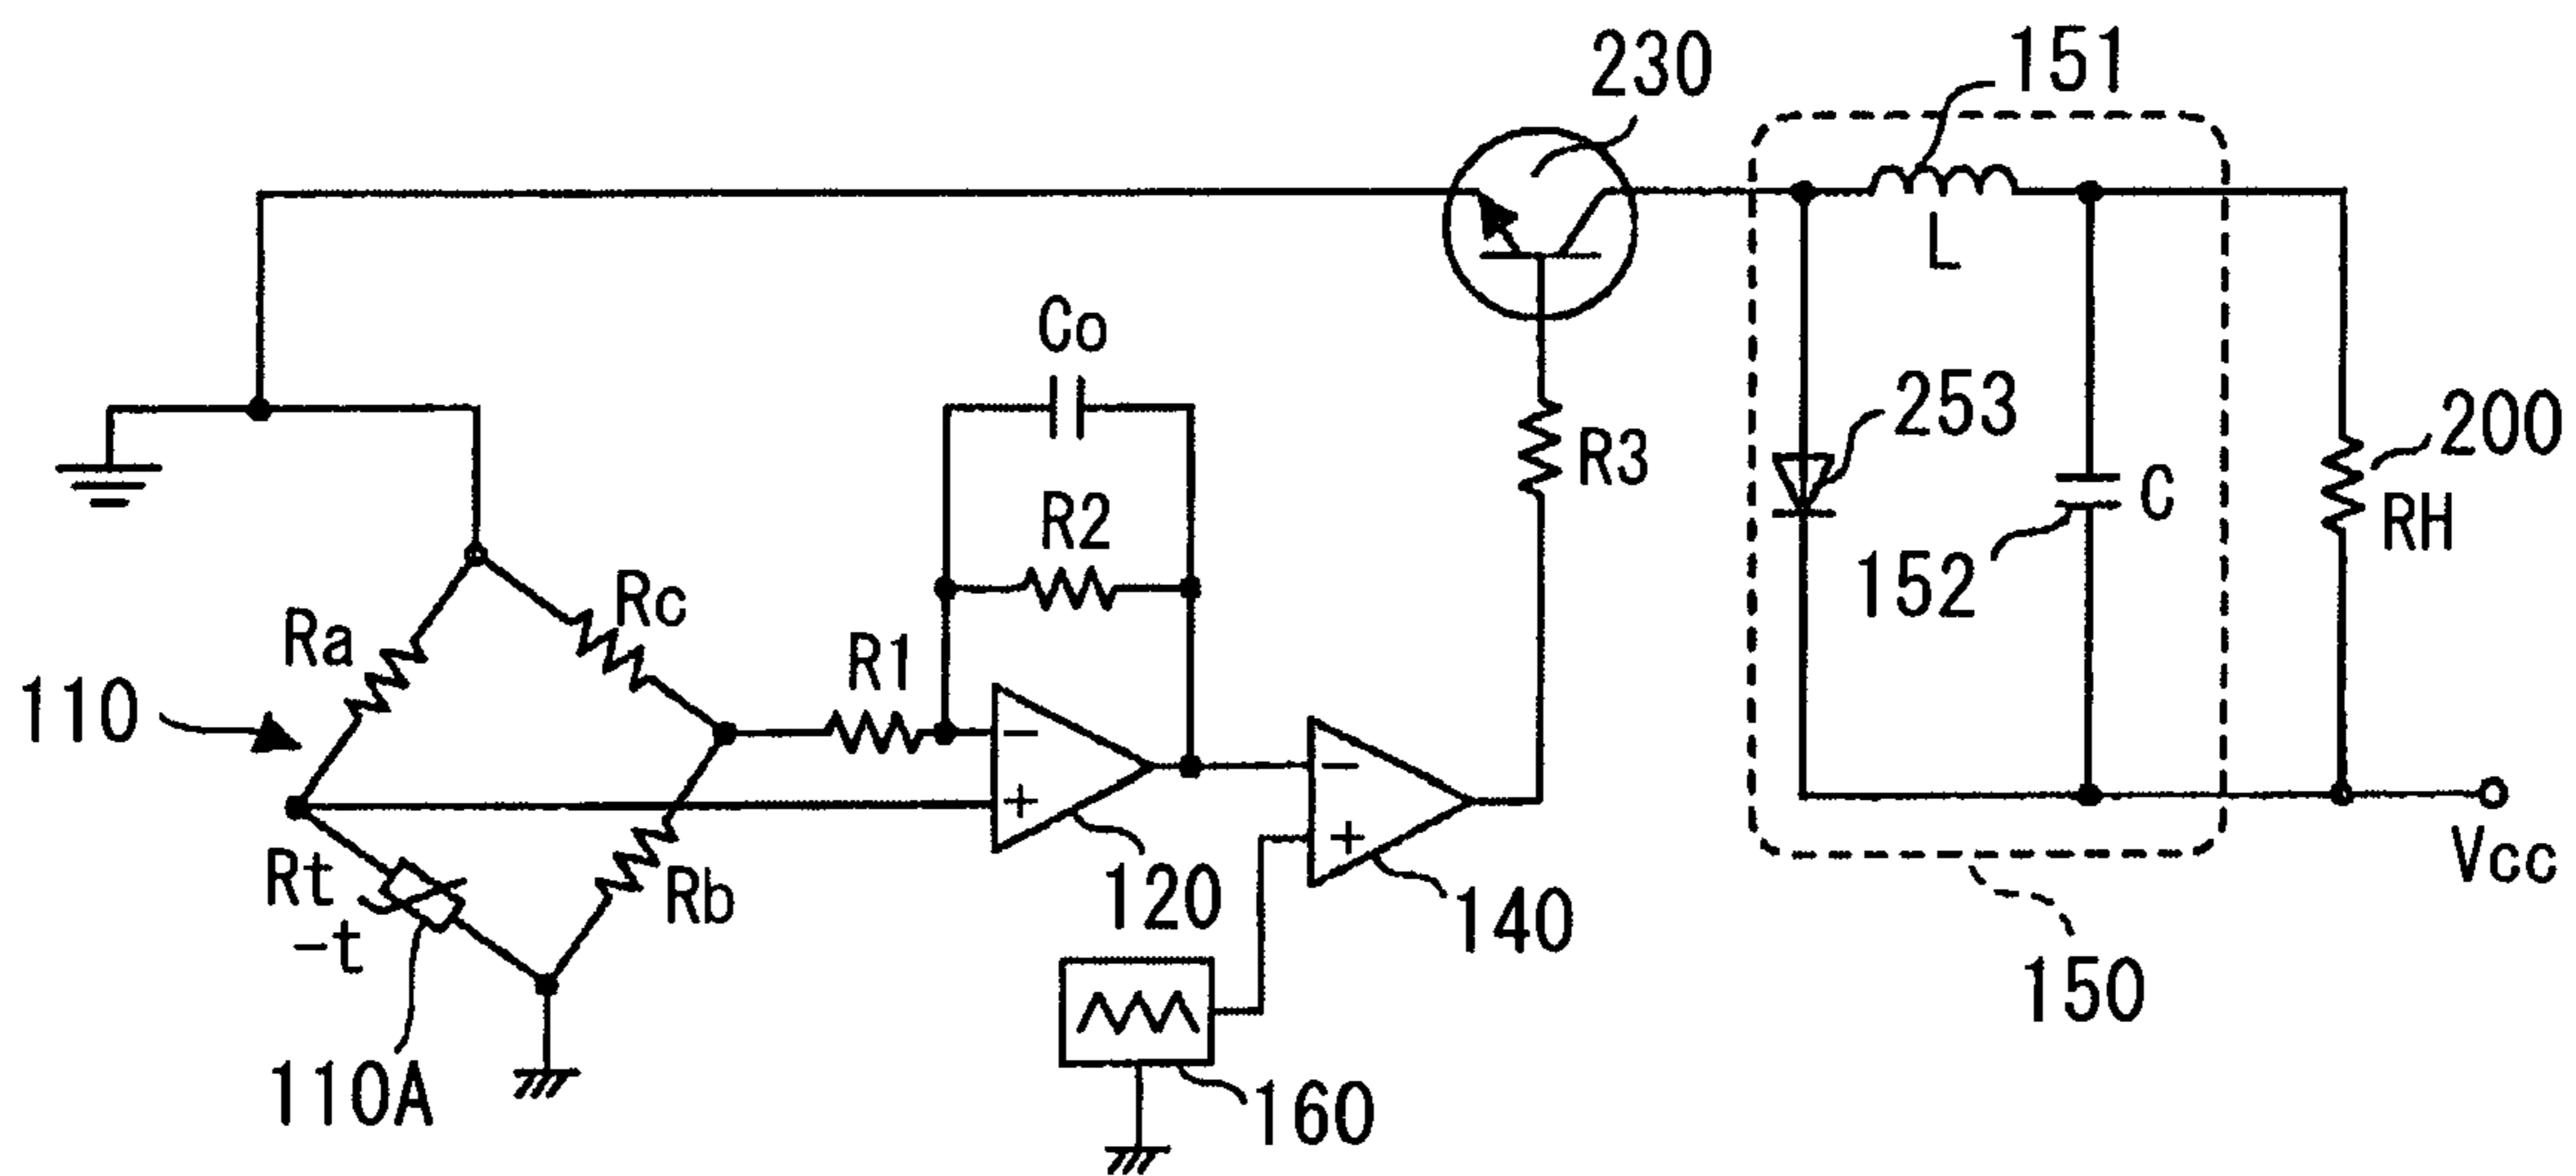 230
151
L
Co
253
200
R3
C
R2
RH
152
Rc
Ra
R1
110
−
+
−
+
Vcc
Rt
Rb
120
140
-t
150
110A
160